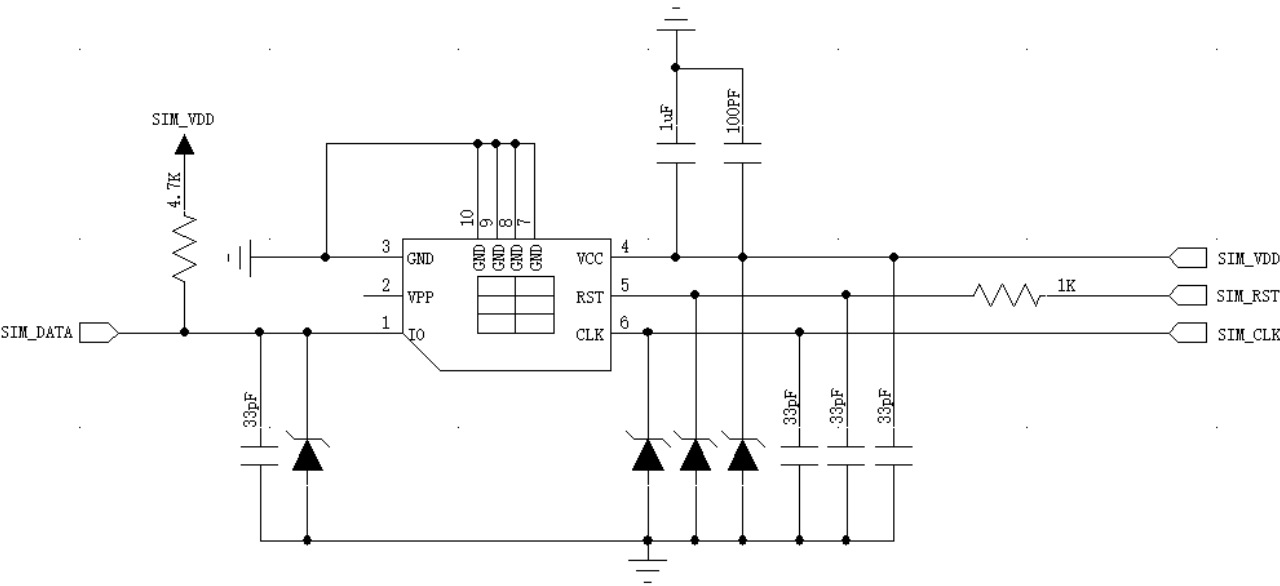 1uF
100PF
SIM_VDD
4.7K
10
9
8
7
3
GND
GND
GND
GND
GND
VCC
4
SIM_VDD
2
VPP
RST
5
1K
SIM_RST
SIM_DATA
1
IO
CLK
6
SIM_CLK
33pF
33pF
33pF
33pF